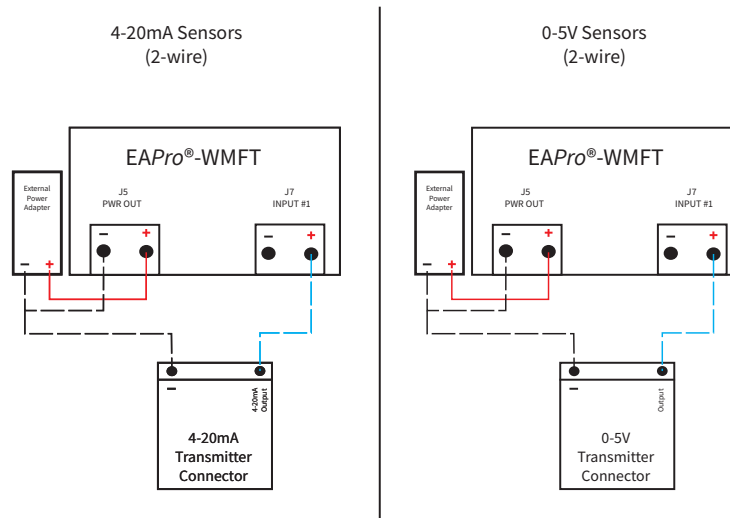 4-20mA Sensors
(2-wire)
EAPro®-WMFT
External
Power
Adapter
J5
PWR OUT
J7
INPUT #1
− +
− +
− +
−
4-20mA
Output
4-20mA
Transmitter
Connector
0-5V Sensors
(2-wire)
EAPro®-WMFT
External
Power
Adapter
J5
PWR OUT
J7
INPUT #1
− +
− +
− +
−
Output
0-5V
Transmitter
Connector